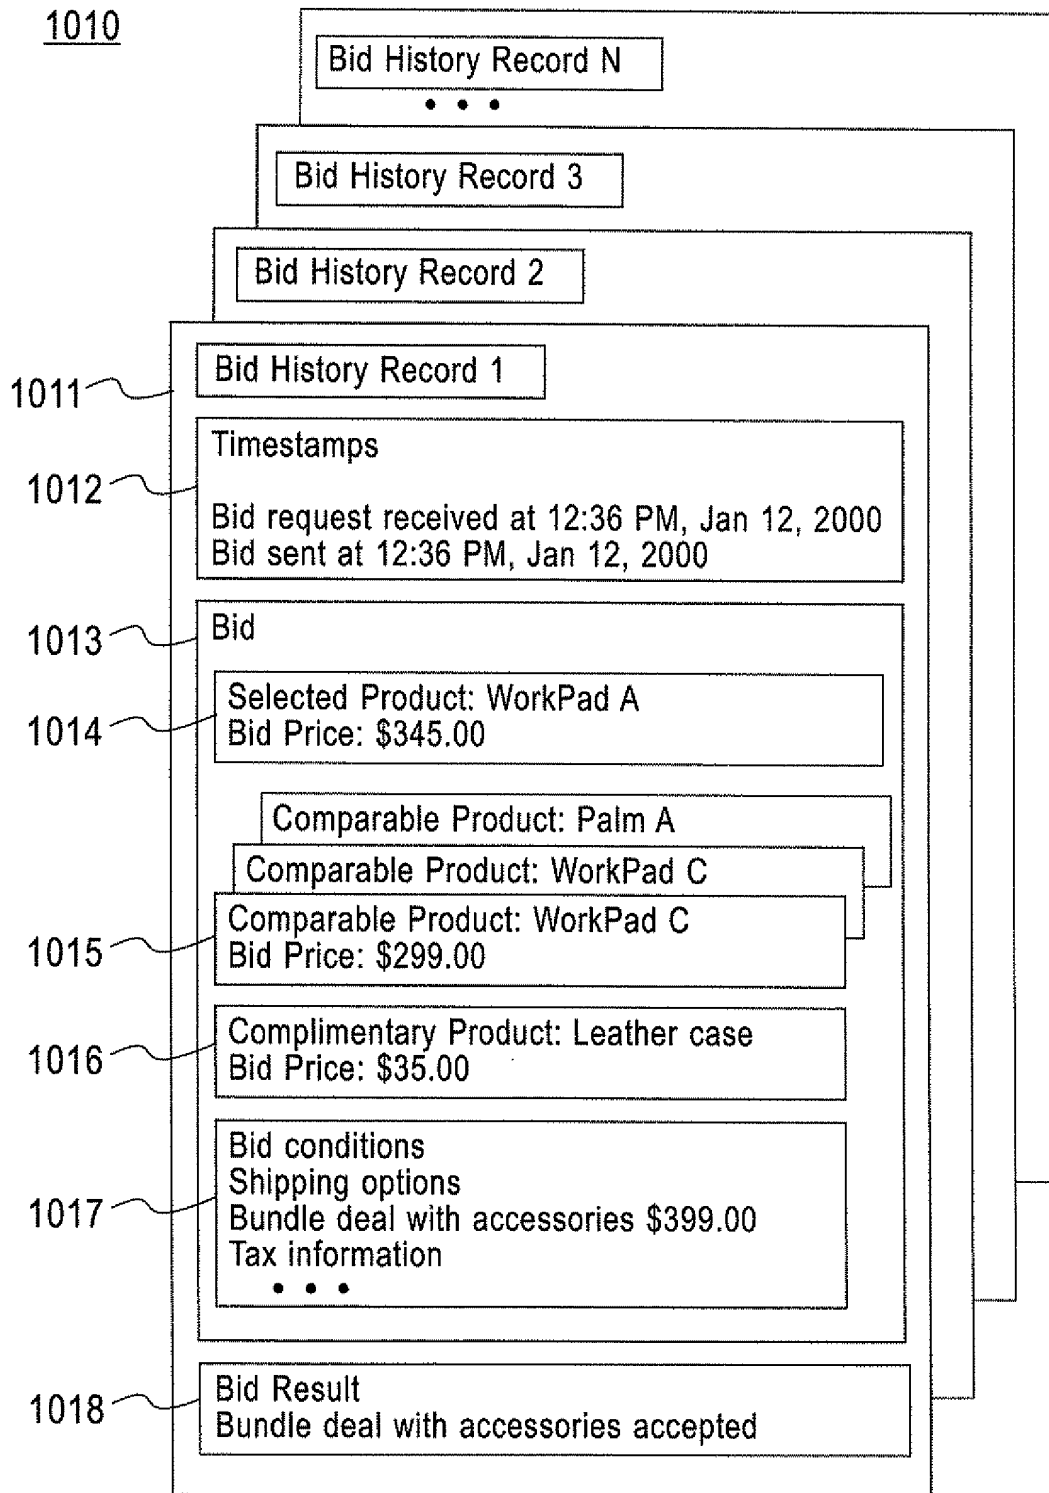 1010
Bid History Record N
• • •
Bid History Record 3
Bid History Record 2
Bid History Record 1
1011
Timestamps
1012
Bid request received at 12:36 PM, Jan 12, 2000
Bid sent at 12:36 PM, Jan 12, 2000
1013
Bid
Selected Product: WorkPad A
1014
Bid Price: $345.00
Comparable Product: Palm A
Comparable Product: WorkPad C
Comparable Product: WorkPad C
1015
Bid Price: $299.00
Complimentary Product: Leather case
1016
Bid Price: $35.00
Bid conditions
Shipping options
1017
Bundle deal with accessories $399.00
Tax information
• • •
Bid Result
1018
Bundle deal with accessories accepted